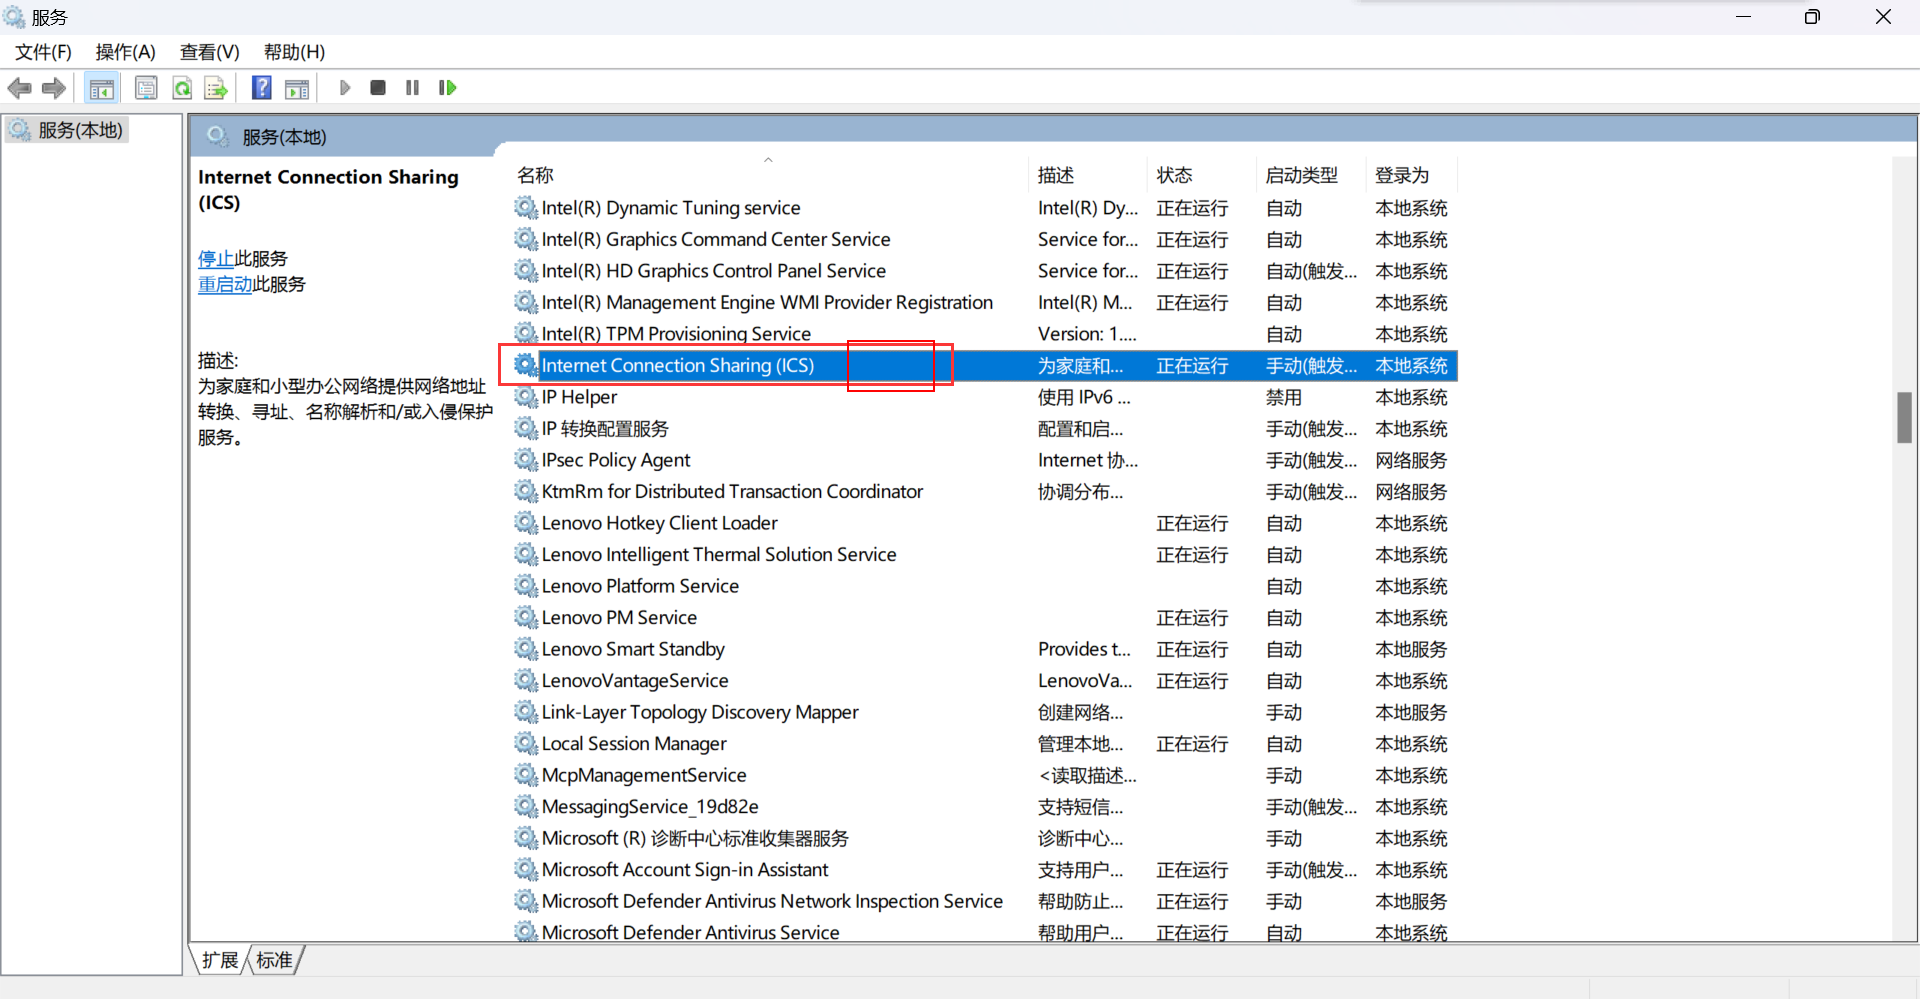 服务
文件(F) 操作(A) 查看(V) 帮助(H)
服务(本地)
服务(本地)
Internet Connection Sharing
(ICS)
停止此服务
重启动此服务
描述:
为家庭和小型办公网络提供网络地址
转换、寻址、名称解析和/或入侵保护
服务。
名称 描述 状态 启动类型 登录为
Intel(R) Dynamic Tuning service Intel(R) Dy... 正在运行 自动 本地系统
Intel(R) Graphics Command Center Service Service for... 正在运行 自动 本地系统
Intel(R) HD Graphics Control Panel Service Service for... 正在运行 自动(触发... 本地系统
Intel(R) Management Engine WMI Provider Registration Intel(R) M... 正在运行 自动 本地系统
Intel(R) TPM Provisioning Service Version: 1.... 自动 本地系统
Internet Connection Sharing (ICS) 为家庭和... 正在运行 手动(触发... 本地系统
IP Helper 使用 IPv6 ... 禁用 本地系统
IP 转换配置服务 配置和启... 手动(触发... 本地系统
IPsec Policy Agent Internet 协... 手动(触发... 网络服务
KtmRm for Distributed Transaction Coordinator 协调分布... 手动(触发... 网络服务
Lenovo Hotkey Client Loader 正在运行 自动 本地系统
Lenovo Intelligent Thermal Solution Service 正在运行 自动 本地系统
Lenovo Platform Service 自动 本地系统
Lenovo PM Service 正在运行 自动 本地系统
Lenovo Smart Standby Provides t... 正在运行 自动 本地服务
LenovoVantageService LenovoVa... 正在运行 自动 本地系统
Link-Layer Topology Discovery Mapper 创建网络... 手动 本地服务
Local Session Manager 管理本地... 正在运行 自动 本地系统
McpManagementService <读取描述... 手动 本地系统
MessagingService_19d82e 支持短信... 手动(触发... 本地系统
Microsoft (R) 诊断中心标准收集器服务 诊断中心... 手动 本地系统
Microsoft Account Sign-in Assistant 支持用户... 正在运行 手动(触发... 本地系统
Microsoft Defender Antivirus Network Inspection Service 帮助防止... 正在运行 手动 本地服务
Microsoft Defender Antivirus Service 帮助用户... 正在运行 自动 本地系统
扩展 标准